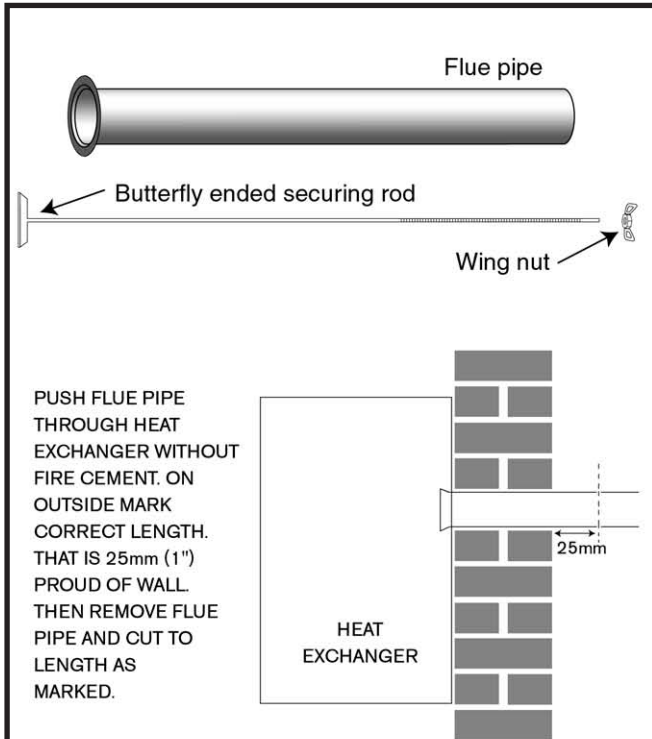 Flue pipe
Butterfly ended securing rod
Wing nut
PUSH FLUE PIPE
THROUGH HEAT
EXCHANGER WITHOUT
FIRE CEMENT. ON
OUTSIDE MARK
CORRECT LENGTH.
THAT IS 25mm (1")
PROUD OF WALL.
THEN REMOVE FLUE
PIPE AND CUT TO
LENGTH AS
MARKED.
25mm
HEAT
EXCHANGER